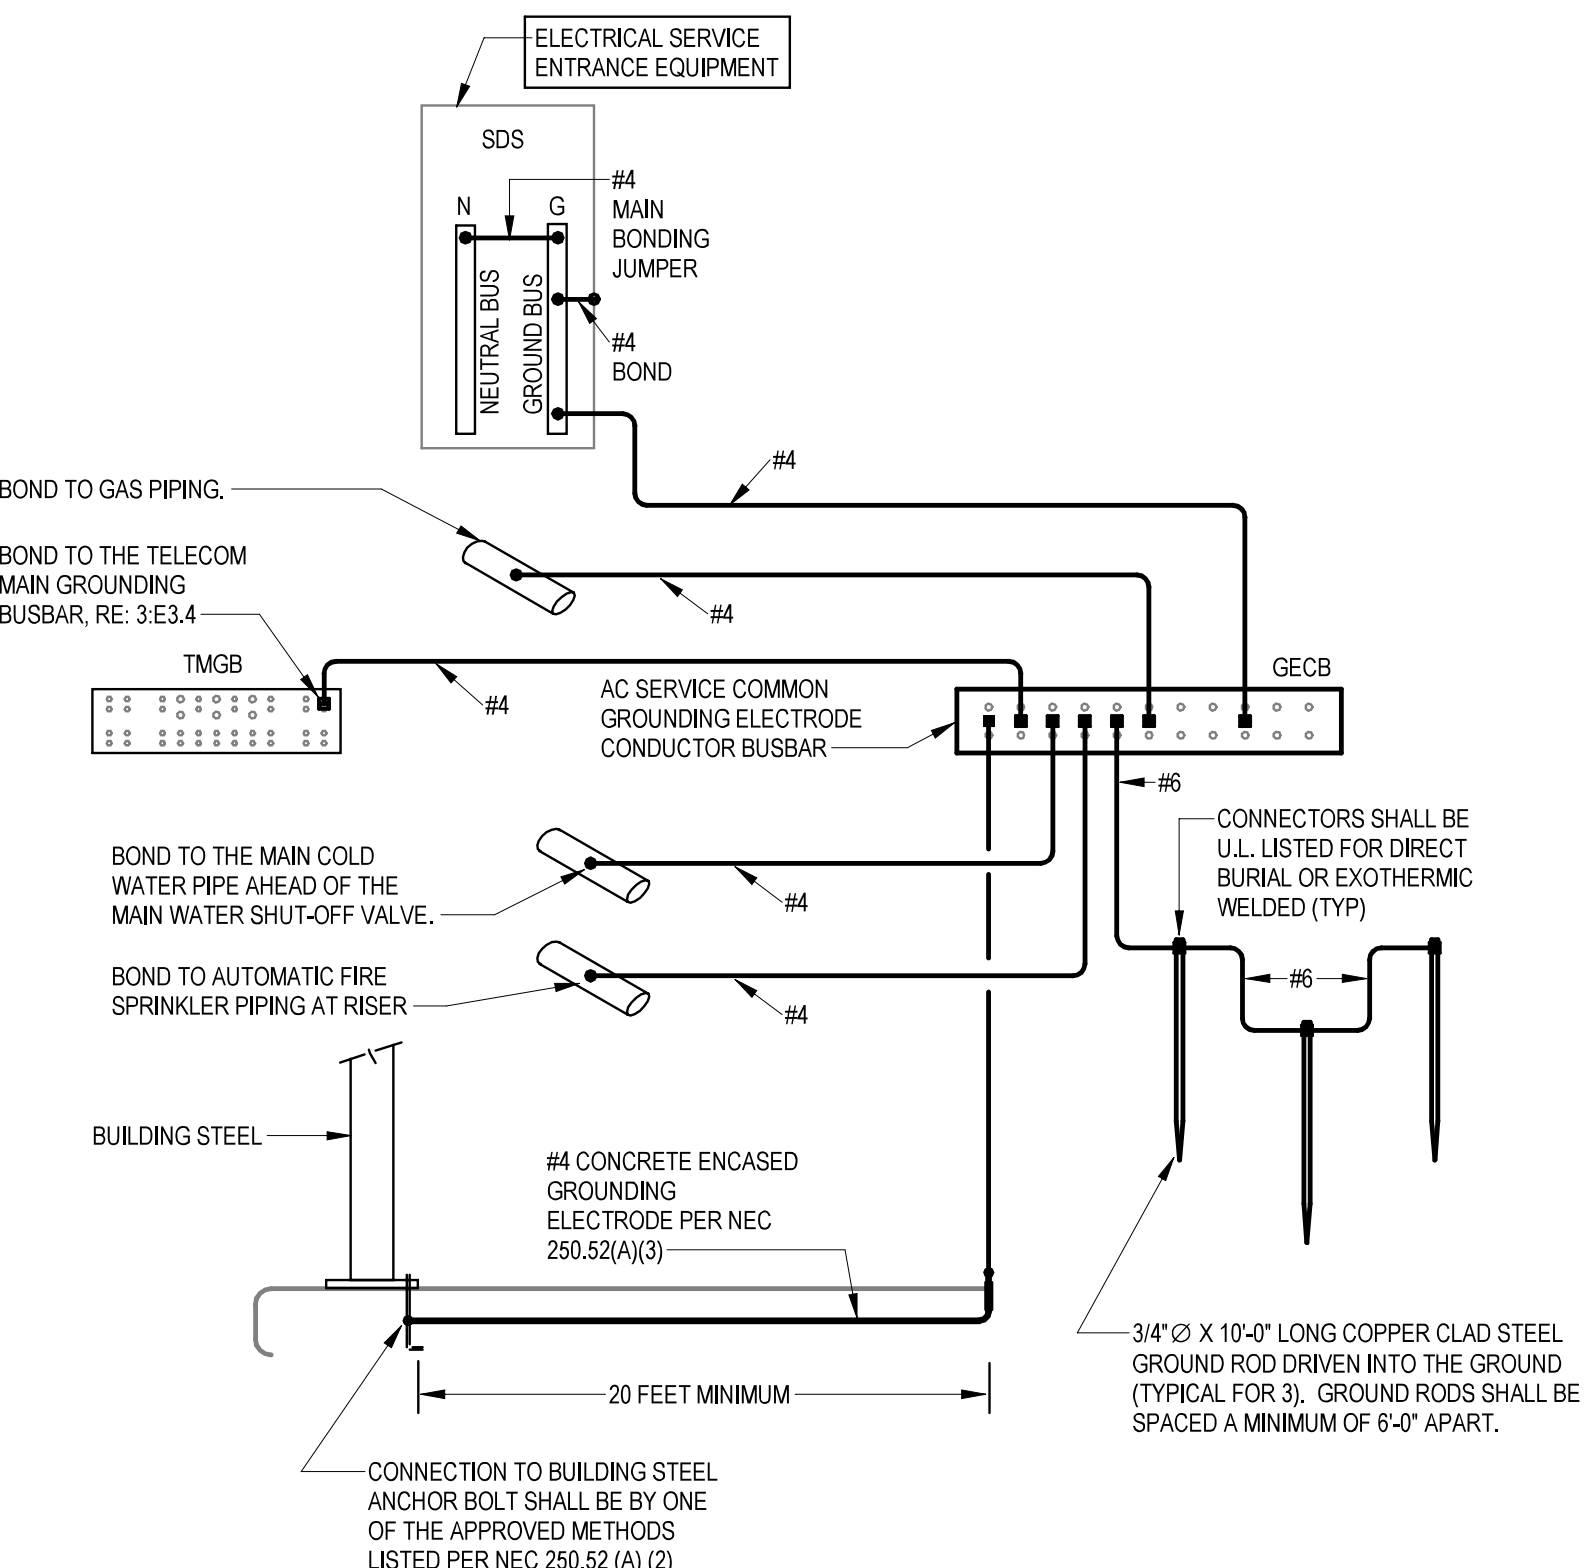 ELECTRICAL SERVICE
ENTRANCE EQUIPMENT
SDS
N
G
#4
MAIN
BONDING
JUMPER
NEUTRAL BUS
GROUND BUS
#4
BOND
#4
BOND TO GAS PIPING.
#4
BOND TO THE TELECOM
MAIN GROUNDING
BUSBAR, RE: 3:E3.4
TMGB
#4
AC SERVICE COMMON
GROUNDING ELECTRODE
CONDUCTOR BUSBAR
GECB
#6
CONNECTORS SHALL BE
U.L. LISTED FOR DIRECT
BURIAL OR EXOTHERMIC
WELDED (TYP)
BOND TO THE MAIN COLD
WATER PIPE AHEAD OF THE
MAIN WATER SHUT-OFF VALVE.
#4
BOND TO AUTOMATIC FIRE
SPRINKLER PIPING AT RISER
#4
#6
BUILDING STEEL
#4 CONCRETE ENCASED
GROUNDING
ELECTRODE PER NEC
250.52(A)(3)
3/4"Ø X 10'-0" LONG COPPER CLAD STEEL
GROUND ROD DRIVEN INTO THE GROUND
(TYPICAL FOR 3). GROUND RODS SHALL BE
SPACED A MINIMUM OF 6'-0" APART.
20 FEET MINIMUM
CONNECTION TO BUILDING STEEL
ANCHOR BOLT SHALL BE BY ONE
OF THE APPROVED METHODS
LISTED PER NEC 250.52 (A) (2)